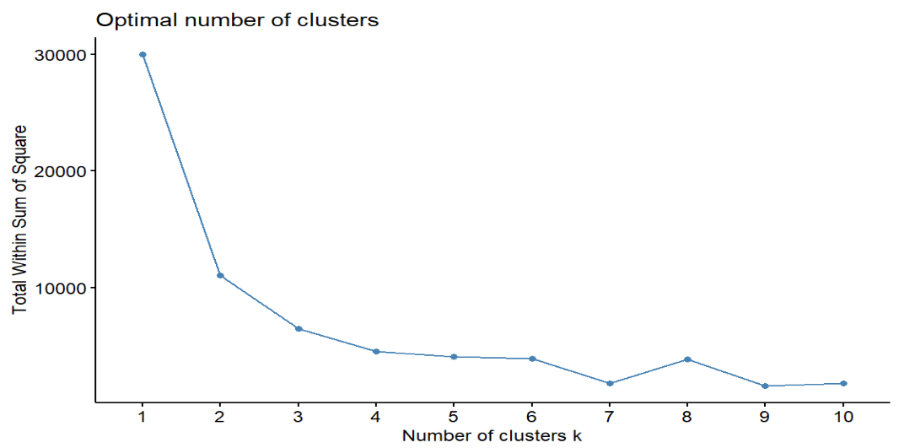 Optimal number of clusters
30000
20000
10000
Total Within Sum of Square
1 2 3 4 5 6 7 8 9 10
Number of clusters k